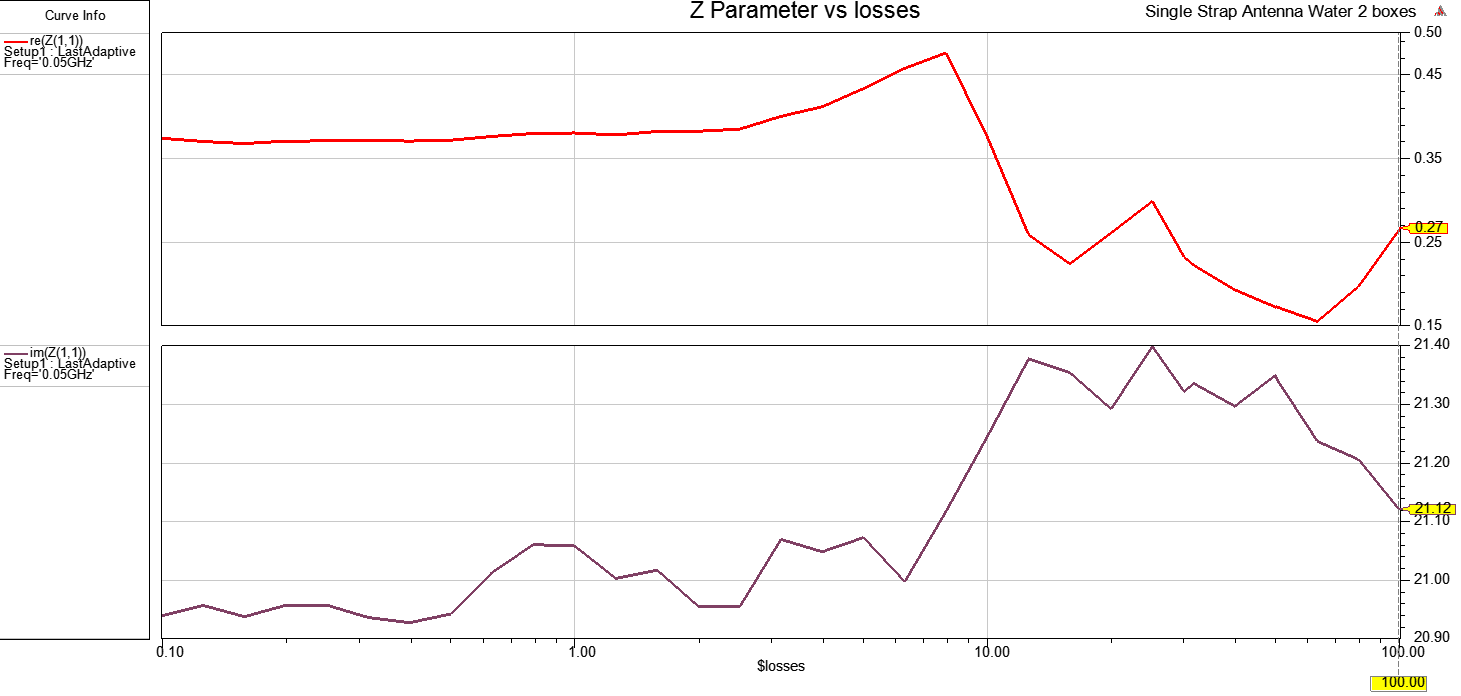 Z Parameter vs losses
Single Strap Antenna Water 2 boxes
Curve Info
re(Z(1,1))
Setup1 : LastAdaptive
Freq='0.05GHz'
0.50
0.45
0.35
0.27
0.25
0.15
im(Z(1,1))
Setup1 : LastAdaptive
Freq='0.05GHz'
21.40
21.30
21.20
21.12
21.10
21.00
20.90
0.10
1.00
10.00
100.00
$losses
100.00